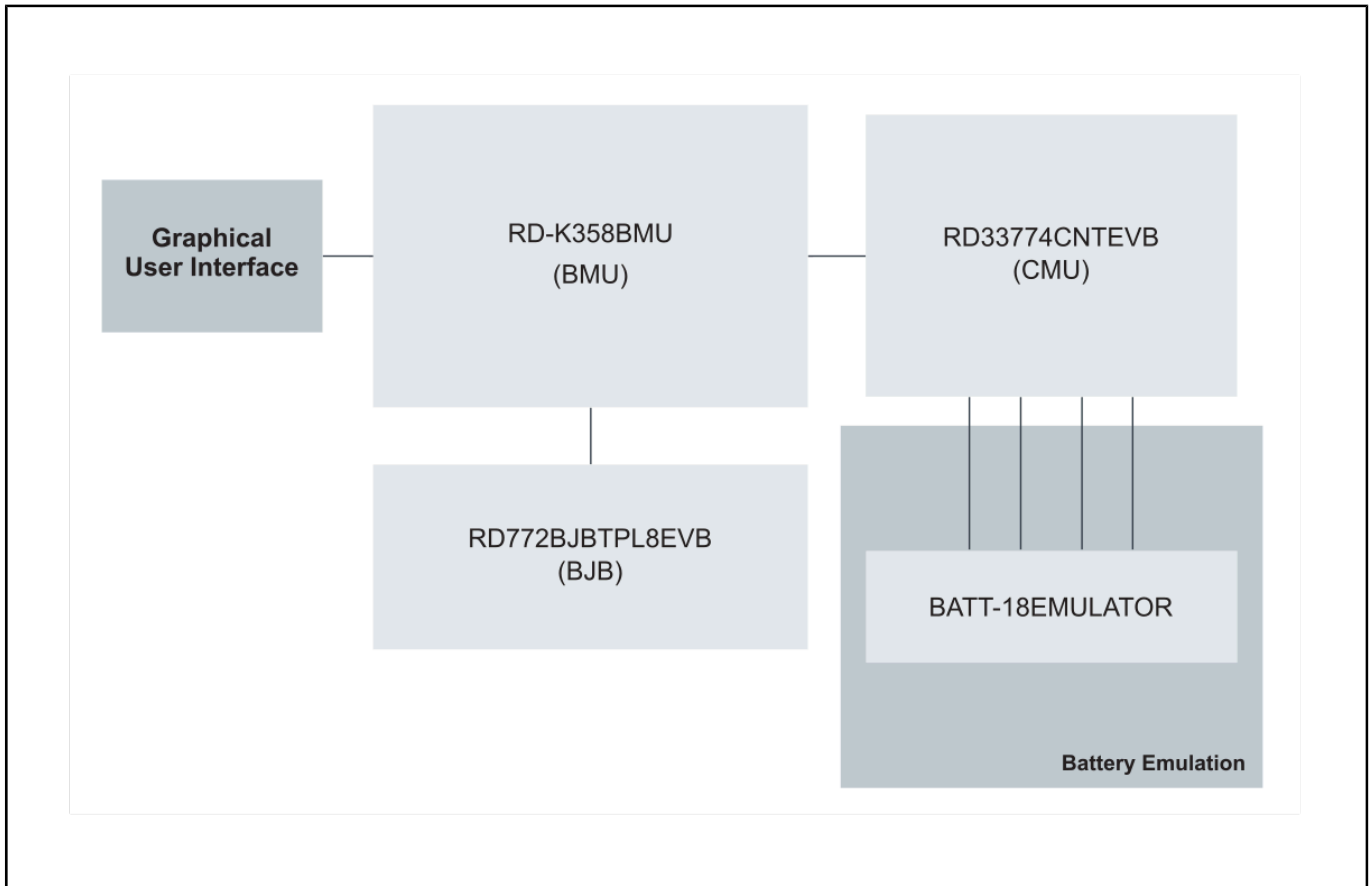 Graphical
User Interface
RD-K358BMU
(BMU)
RD33774CNTEVB
(CMU)
RD772BJBTPL8EVB
(BJB)
BATT-18EMULATOR
Battery Emulation